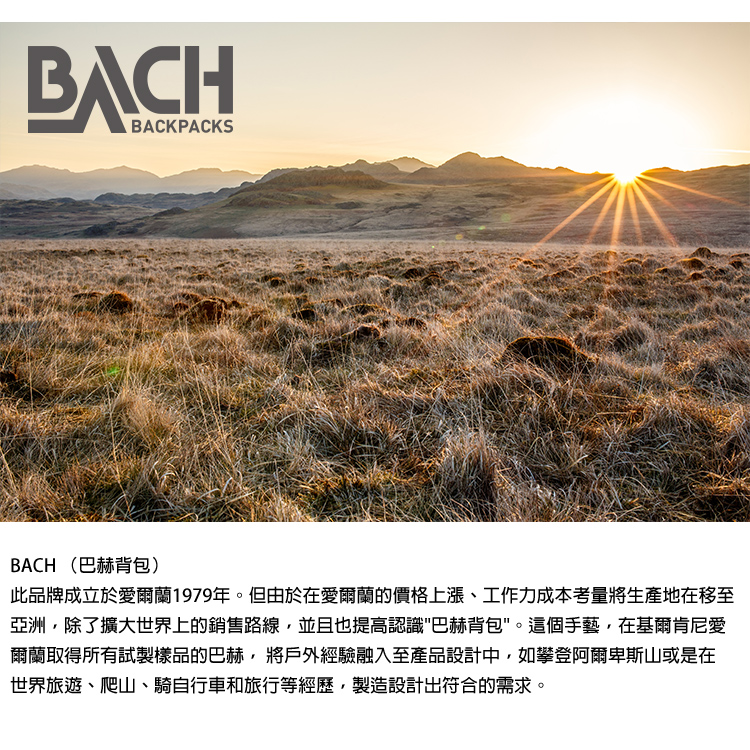 BACH
BACKPACKS
BACH （巴赫背包）
此品牌成立於愛爾蘭1979年。但由於在愛爾蘭的價格上漲、工作力成本考量將生產地在移至
亞洲，除了擴大世界上的銷售路線，並且也提高認識"巴赫背包"。這個手藝，在基爾肯尼愛
爾蘭取得所有試製樣品的巴赫， 將戶外經驗融入至產品設計中，如攀登阿爾卑斯山或是在
世界旅遊、爬山、騎自行車和旅行等經歷，製造設計出符合的需求。